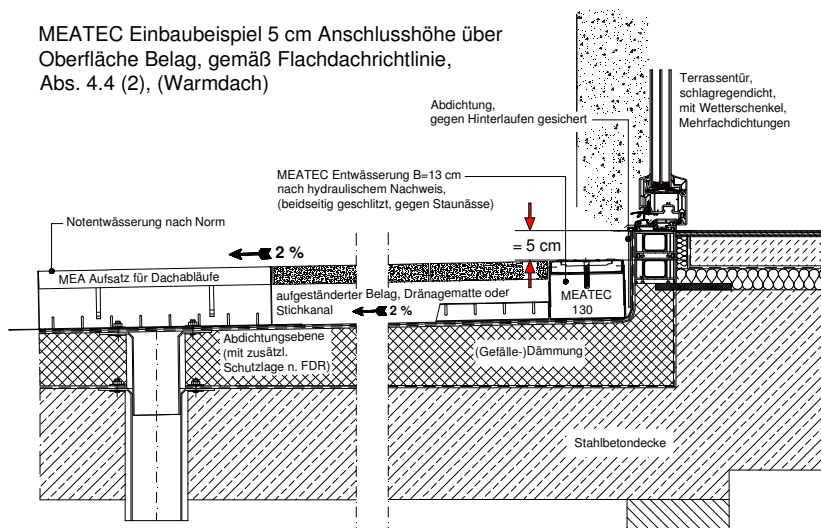 MEATEC Einbaubeispiel 5 cm Anschlusshöhe über
Oberfläche Belag, gemäß Flachdachrichtlinie,
Abs. 4.4 (2), (Warmdach)
Terrassentür,
schlagregendicht,
mit Wetterschenkel,
Mehrfachdichtungen
Abdichtung,
gegen Hinterlaufen gesichert
MEATEC Entwässerung B=13 cm
nach hydraulischem Nachweis,
(beidseitig geschlitzt, gegen Staunässe)
Notentwässerung nach Norm
2 %
= 5 cm
MEA Aufsatz für Dachabläufe
aufgeständerter Belag, Dränagematte oder
Stichkanal
2 %
MEATEC
130
Abdichtungsebene
(mit zusätzl.
Schutzlage n. FDR)
(Gefälle-)Dämmung
Stahlbetondecke